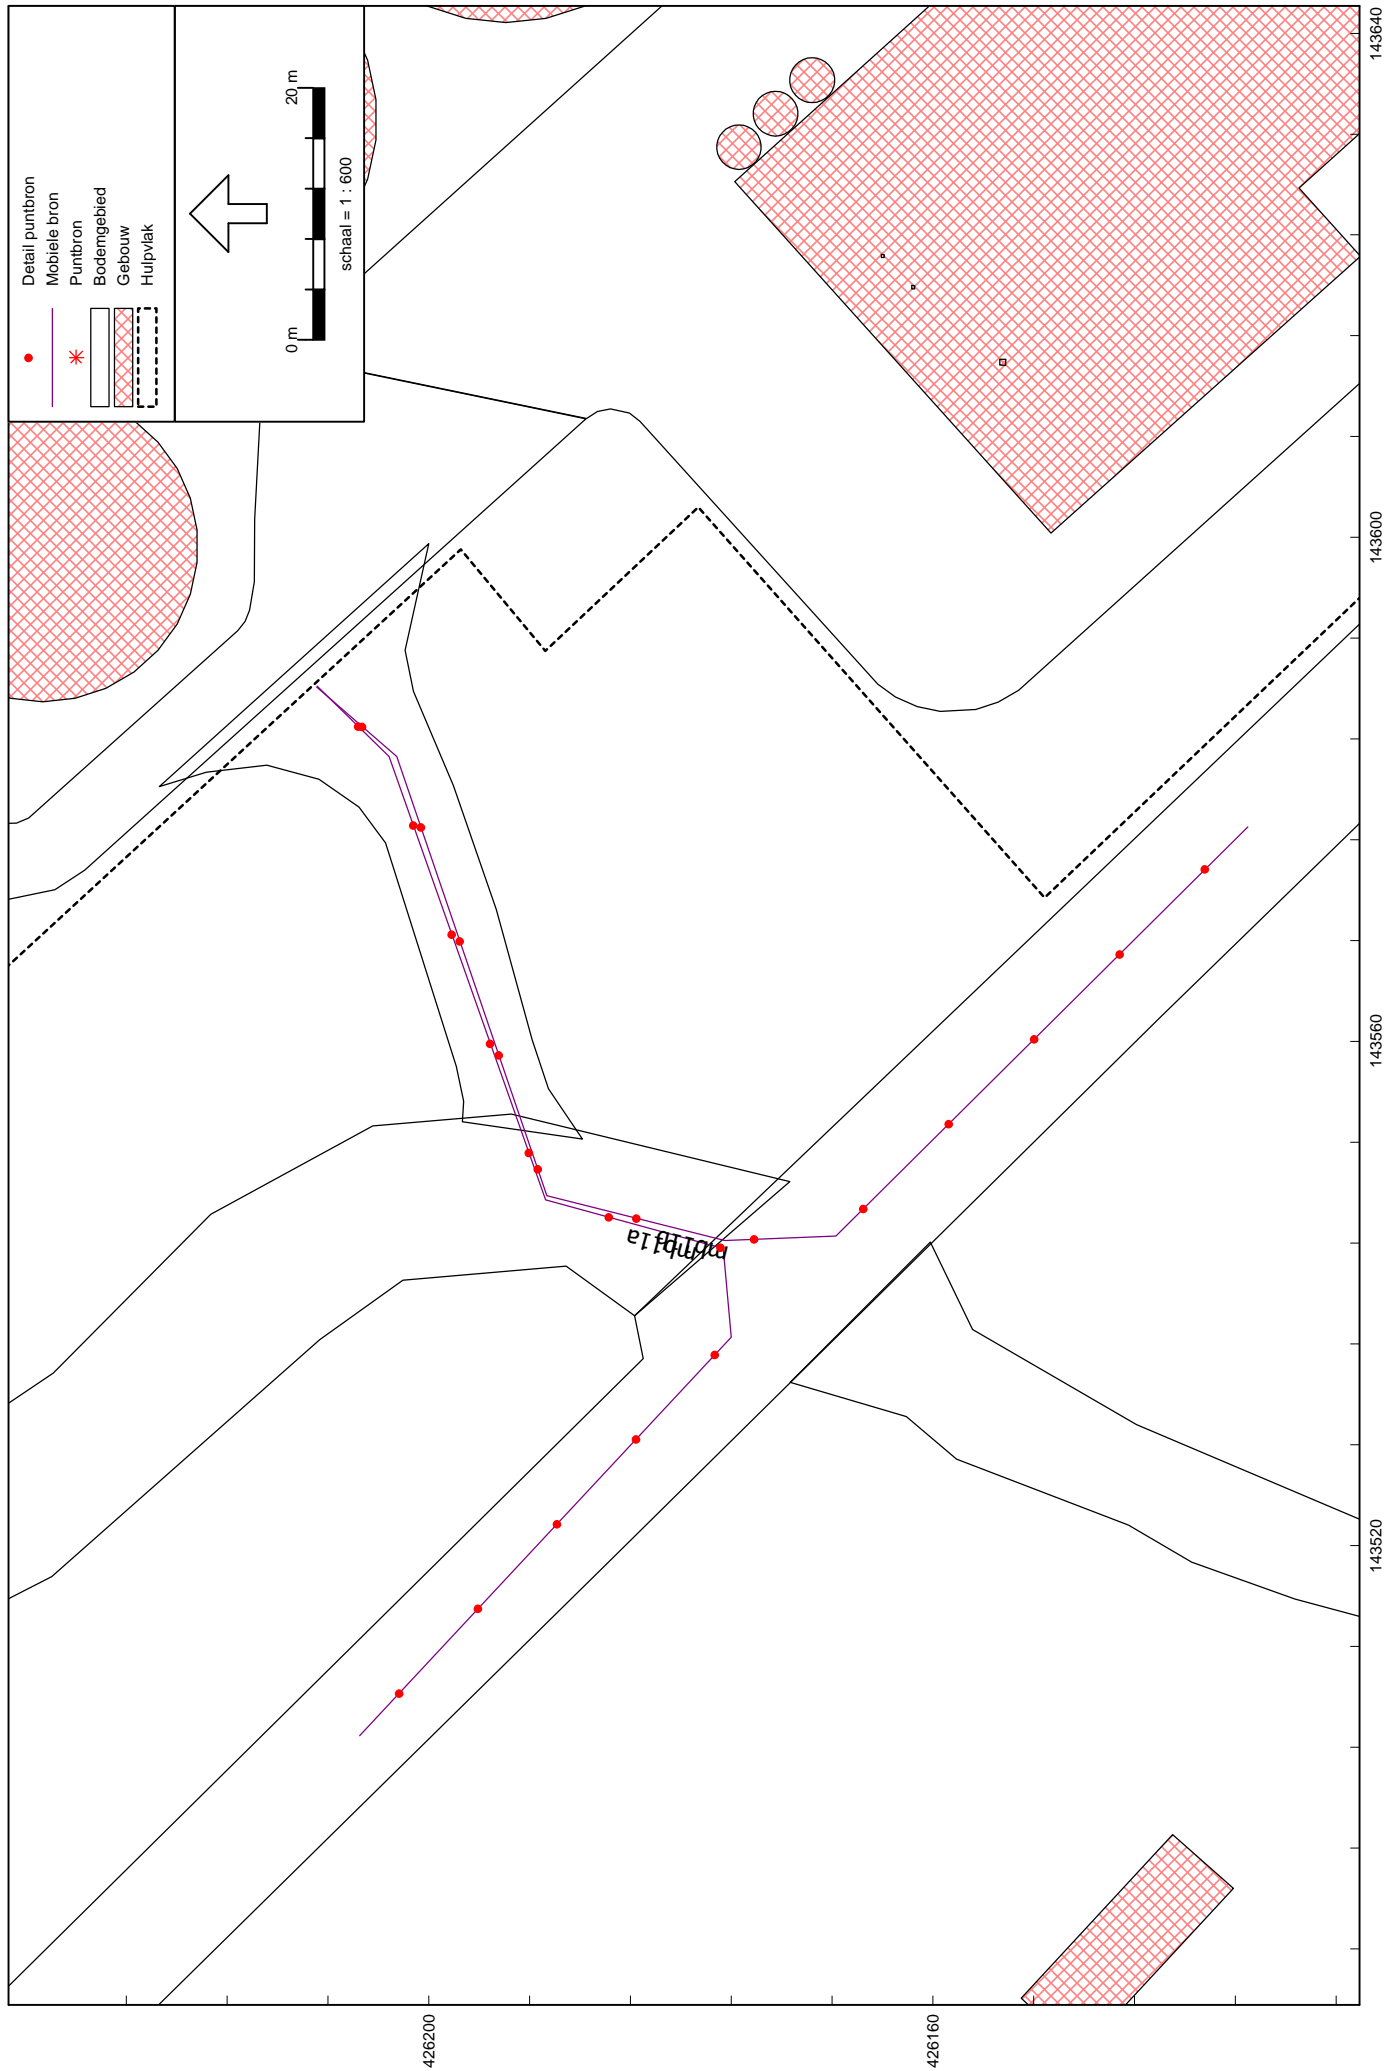 Detail puntbron
Mobiele bron
Puntbron
Bodemgebied
Gebouw
Hulpvlak
0 m
20 m
schaal = 1 : 600
426200
426160
143520
143560
143600
143640